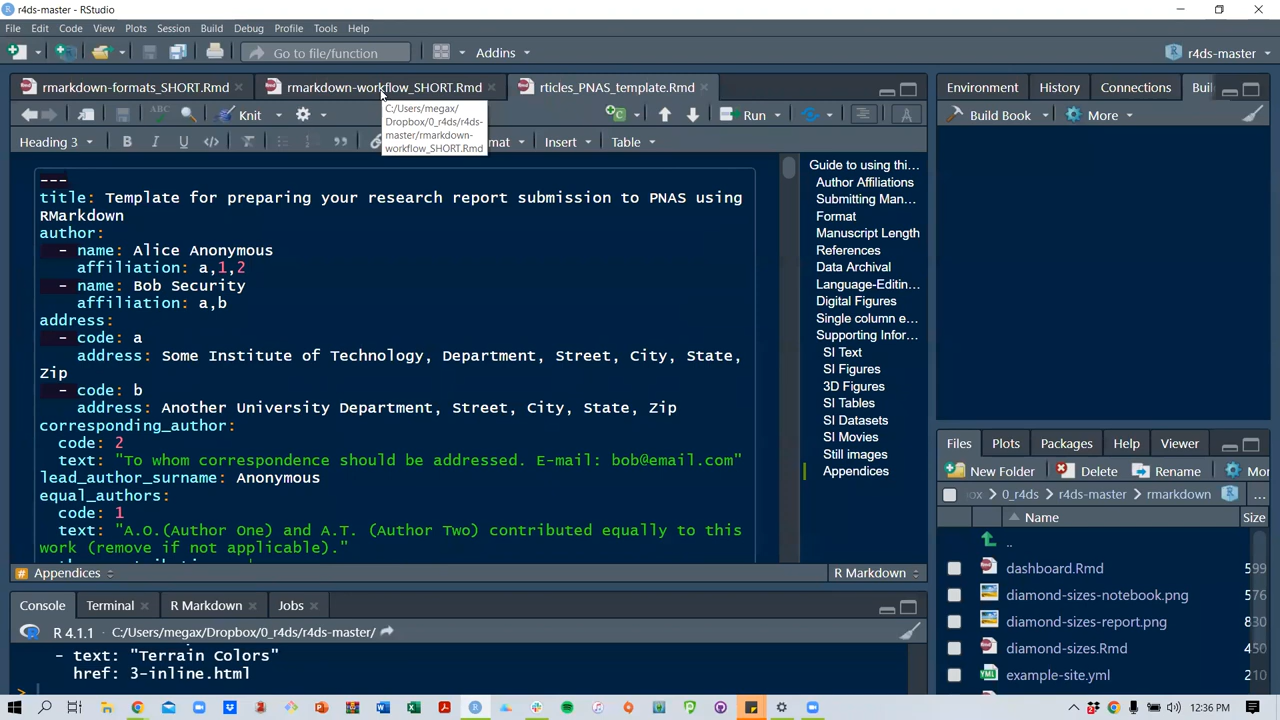 r4ds-master - RStudio
File Edit Code View Plots Session Build Debug Profile Tools Help
Go to file/function Addins r4ds-master
rmarkdown-formats_SHORT.Rmd rmarkdown-workflow_SHORT.Rmd rticles_PNAS_template.Rmd
C:/Users/megax/
Dropbox/0_r4ds/r4ds-
master/rmarkdown-
workflow_SHORT.Rmd
ABC Knit Run
Heading 3 B I U </> Insert Table
---
title: Template for preparing your research report submission to PNAS using
RMarkdown
author:
- name: Alice Anonymous
affiliation: a,1,2
- name: Bob Security
affiliation: a,b
address:
- code: a
address: Some Institute of Technology, Department, Street, City, State,
Zip
- code: b
address: Another University Department, Street, City, State, Zip
corresponding_author:
code: 2
text: "To whom correspondence should be addressed. E-mail: bob@email.com"
lead_author_surname: Anonymous
equal_authors:
code: 1
text: "A.O.(Author One) and A.T. (Author Two) contributed equally to this
work (remove if not applicable)."
# Appendices R Markdown
Guide to using thi...
Author Affiliations
Submitting Man...
Format
Manuscript Length
References
Data Archival
Language-Editin...
Digital Figures
Single column e...
Supporting Infor...
SI Text
SI Figures
3D Figures
SI Tables
SI Datasets
SI Movies
Still images
Appendices
Console Terminal R Markdown Jobs
R 4.1.1 C:/Users/megax/Dropbox/0_r4ds/r4ds-master/
- text: "Terrain Colors"
href: 3-inline.html
>
Environment History Connections Buil
Build Book More
Files Plots Packages Help Viewer
New Folder Delete Rename Mor
ox 0_r4ds r4ds-master rmarkdown ...
Name Size
..
dashboard.Rmd 599
diamond-sizes-notebook.png 576
diamond-sizes-report.png 830
diamond-sizes.Rmd 450
example-site.yml 210
12:36 PM